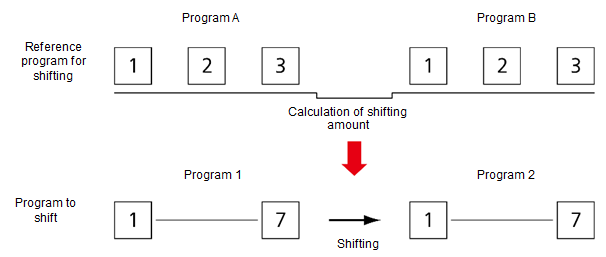 Program A
Program B
Reference
program for
shifting
1 2 3 1 2 3
Calculation of shifting
amount
Program 1
Program 2
Program to
shift
1 7 1 7
Shifting